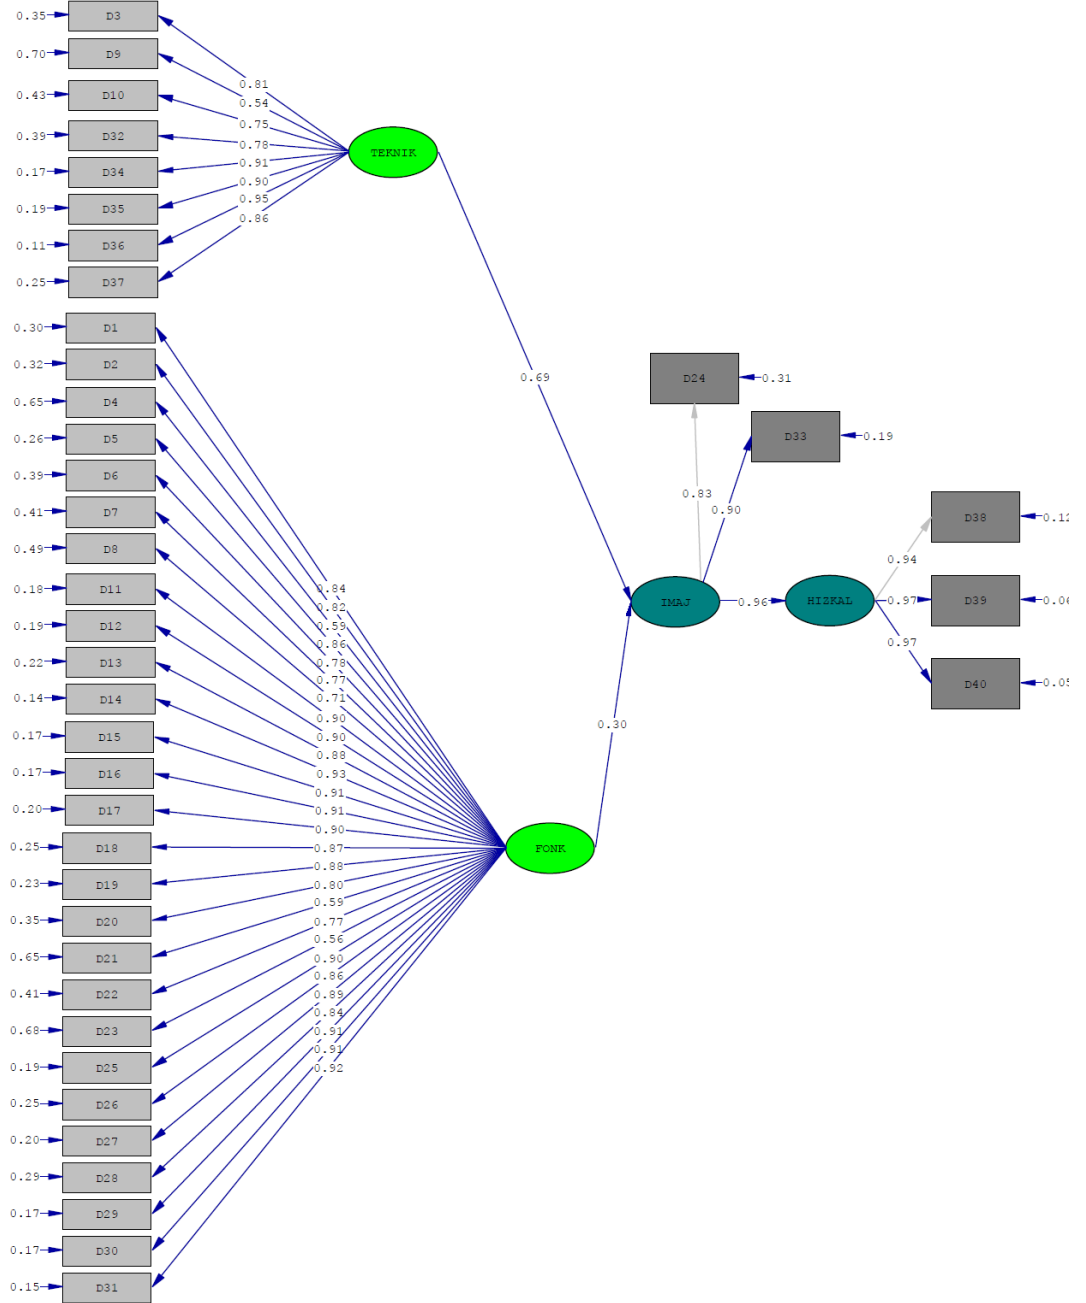 0.35 D3
0.70 D9
0.43 D10
0.39 D32
0.17 D34
0.19 D35
0.11 D36
0.25 D37
0.81
0.54
0.75
0.78
0.91
0.90
0.95
0.86
TEKNIK
0.30 D1
0.32 D2
0.65 D4
0.26 D5
0.39 D6
0.41 D7
0.49 D8
0.18 D11
0.19 D12
0.22 D13
0.14 D14
0.17 D15
0.17 D16
0.20 D17
0.25 D18
0.23 D19
0.35 D20
0.65 D21
0.41 D22
0.68 D23
0.19 D25
0.25 D26
0.20 D27
0.29 D28
0.17 D29
0.17 D30
0.15 D31
0.84
0.82
0.59
0.86
0.78
0.77
0.71
0.90
0.90
0.88
0.93
0.91
0.91
0.90
0.87
0.88
0.80
0.59
0.77
0.56
0.90
0.86
0.89
0.84
0.91
0.91
0.92
FONK
0.69
0.30
IMAJ
0.83
0.90
D24 0.31
D33 0.19
0.96
HIZKAL
0.94
0.97
0.97
D38 0.12
D39 0.06
D40 0.05